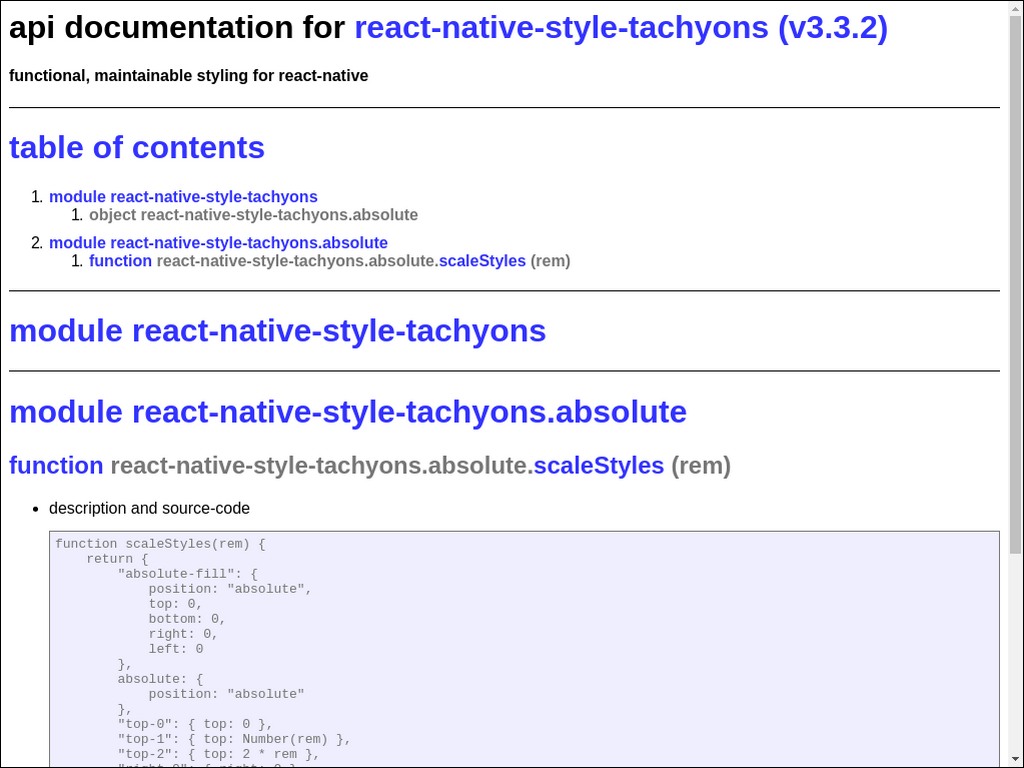 api documentation for react-native-style-tachyons (v3.3.2)
functional, maintainable styling for react-native
table of contents
1. module react-native-style-tachyons
1. object react-native-style-tachyons.absolute
2. module react-native-style-tachyons.absolute
1. function react-native-style-tachyons.absolute.scaleStyles (rem)
module react-native-style-tachyons
module react-native-style-tachyons.absolute
function react-native-style-tachyons.absolute.scaleStyles (rem)
• description and source-code
function scaleStyles(rem) {
    return {
        "absolute-fill": {
            position: "absolute",
            top: 0,
            bottom: 0,
            right: 0,
            left: 0
        },
        absolute: {
            position: "absolute"
        },
        "top-0": { top: 0 },
        "top-1": { top: Number(rem) },
        "top-2": { top: 2 * rem },
        "right-0": { right: 0 }